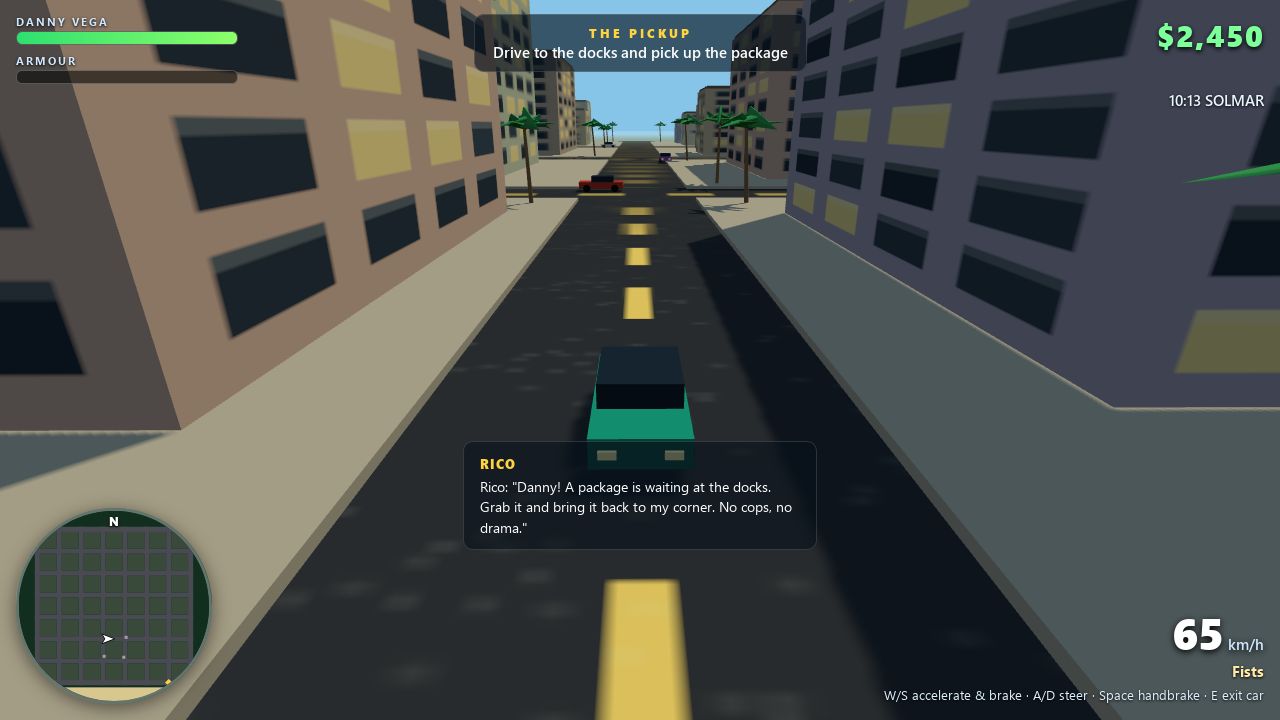 DANNY VEGA
ARMOUR
THE PICKUP
Drive to the docks and pick up the package
$2,450
10:13 SOLMAR
RICO
Rico: "Danny! A package is waiting at the docks.
Grab it and bring it back to my corner. No cops, no
drama."
N
65 km/h
Fists
W/S accelerate & brake · A/D steer · Space handbrake · E exit car